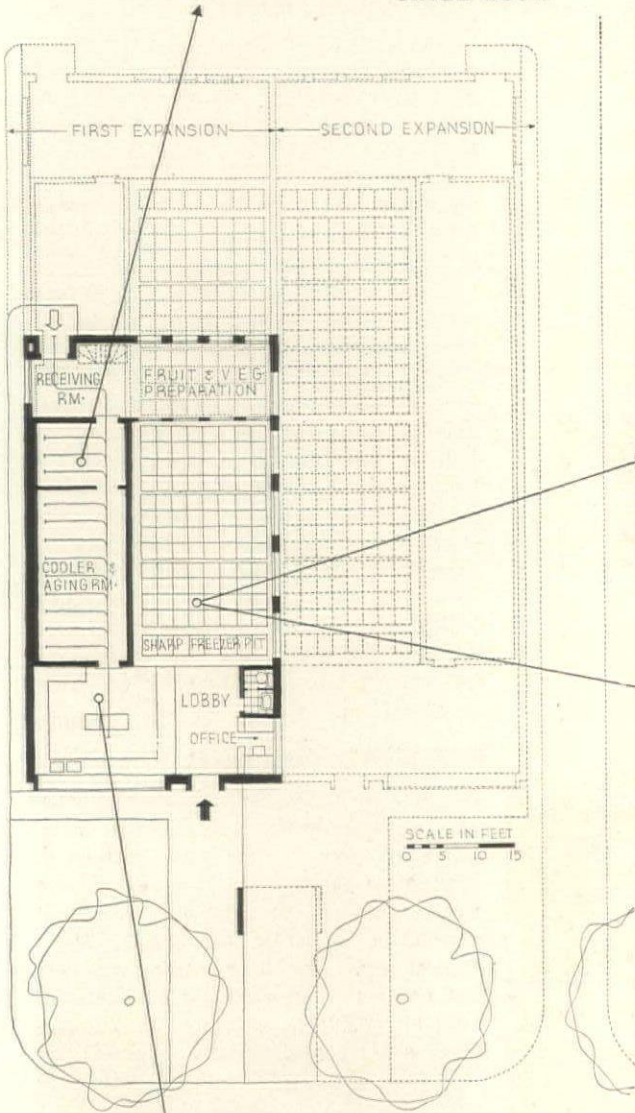 FIRST EXPANSION
SECOND EXPANSION
RECEIVING
RM.
FRUIT & VEG
PREPARATION
COOLER &
AGING RM.
SHARP FREEZER PIT
LOBBY
OFFICE
SCALE IN FEET
0 5 10 15